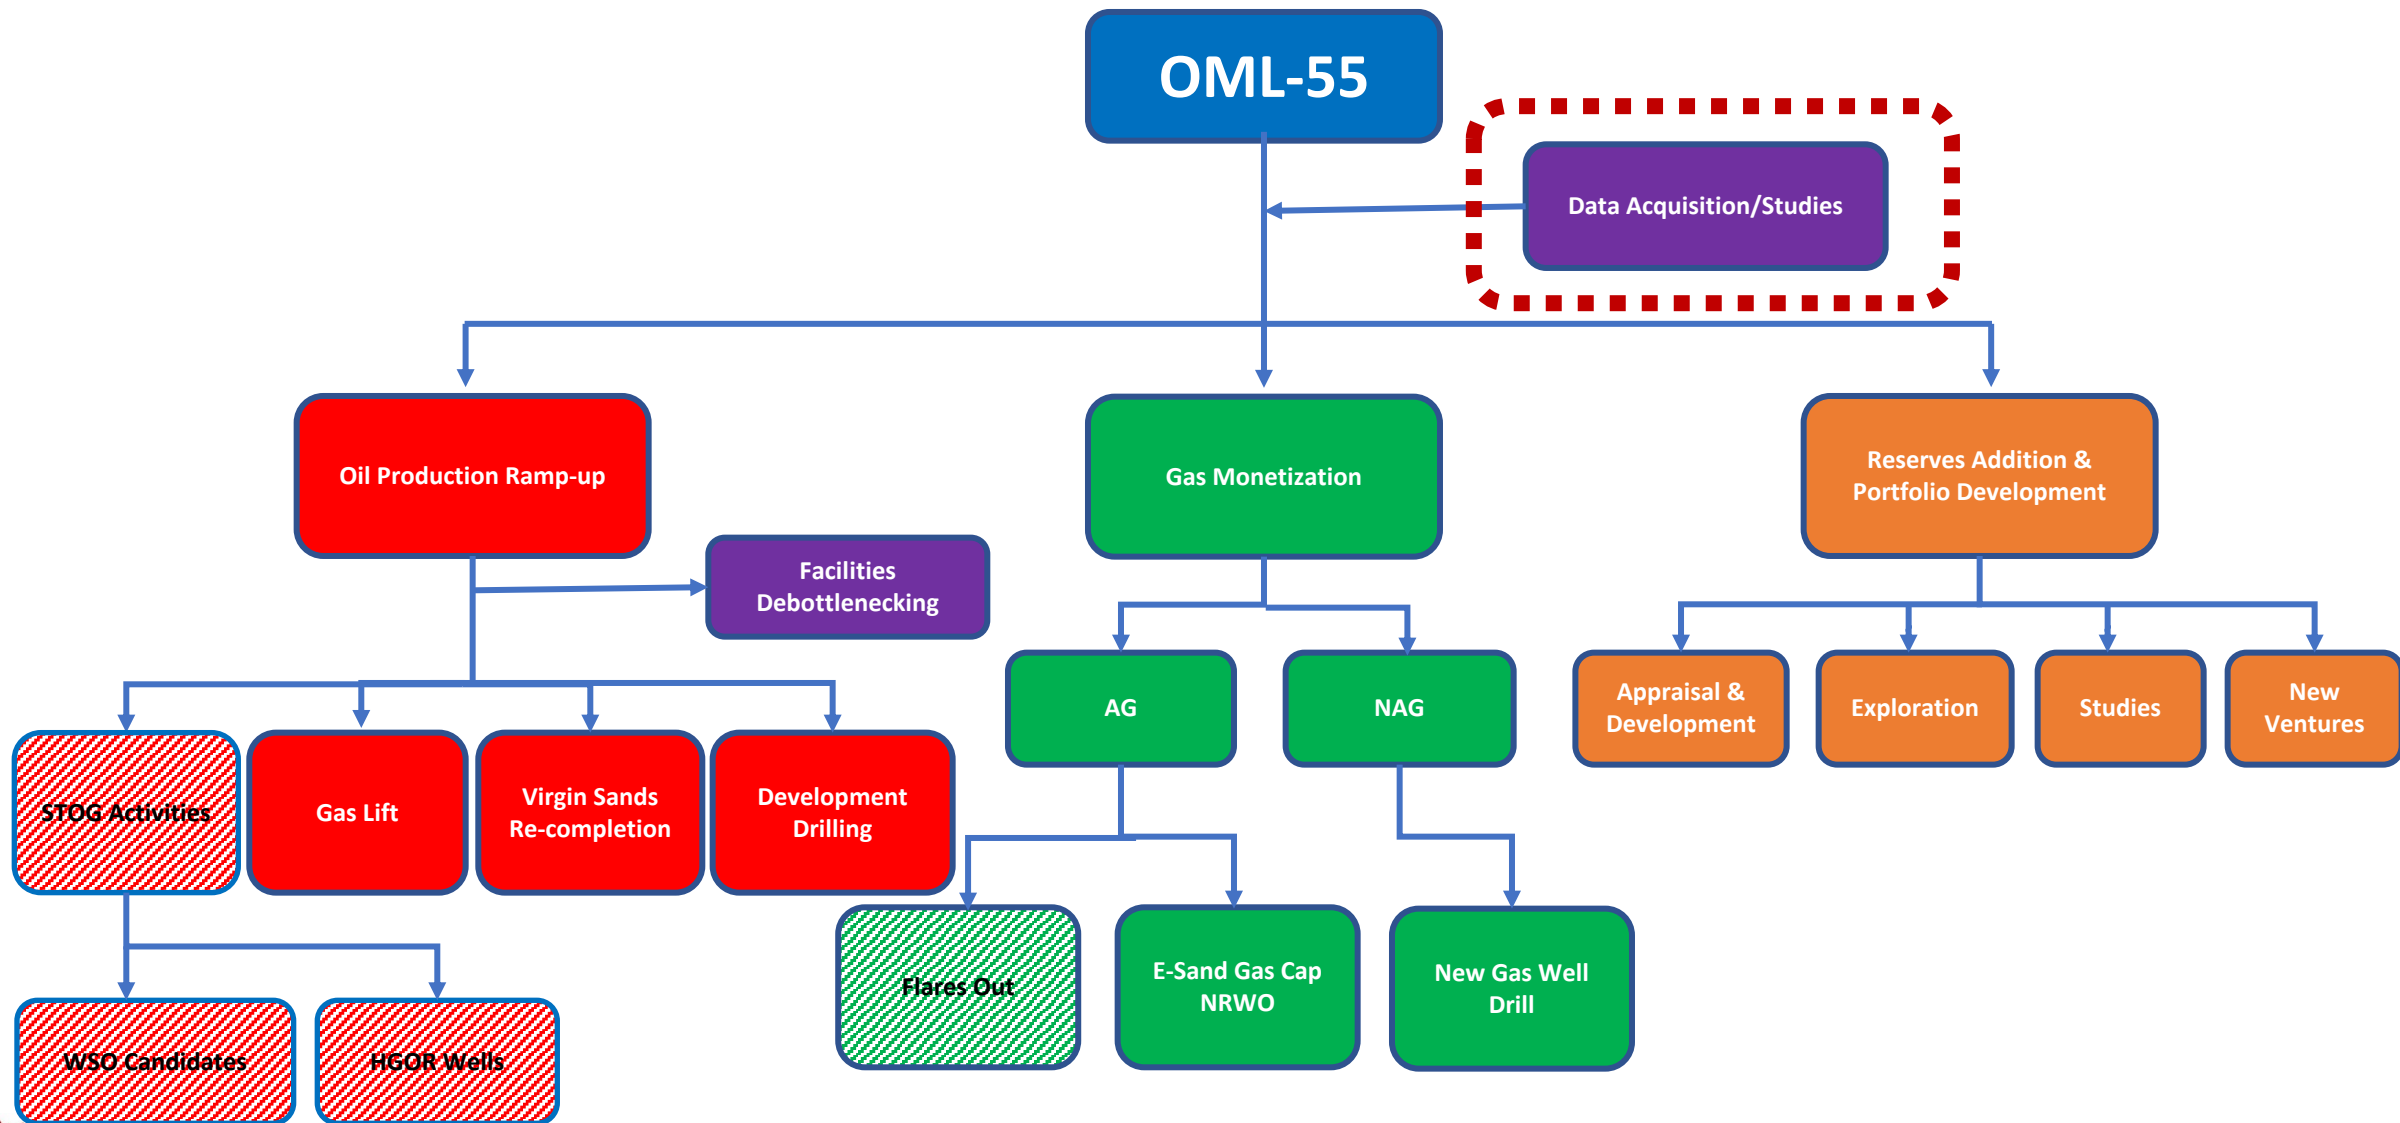 OML-55
Data Acquisition/Studies
Oil Production Ramp-up
Gas Monetization
Reserves Addition &
Portfolio Development
Facilities
Debottlenecking
AG
NAG
Appraisal &
Development
Exploration
Studies
New
Ventures
STOG Activities
Gas Lift
Virgin Sands
Re-completion
Development
Drilling
Flares Out
E-Sand Gas Cap
NRWO
New Gas Well
Drill
WSO Candidates
HGOR Wells